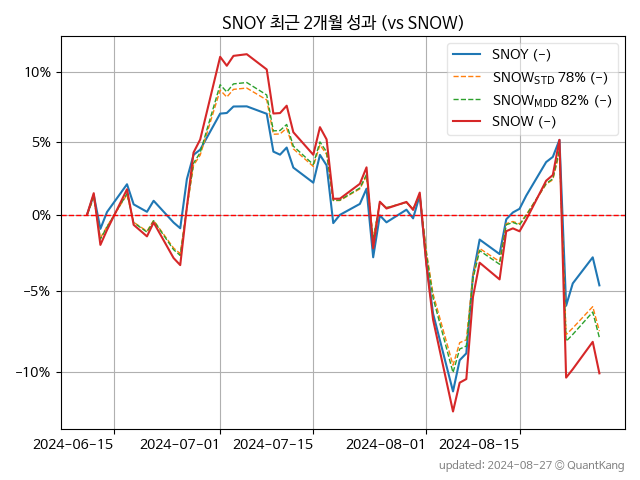 SNOY 최근 2개월 성과 (vs SNOW)
SNOY (-)
SNOW_STD 78% (-)
SNOW_MDD 82% (-)
SNOW (-)
10%
5%
0%
−5%
−10%
2024-06-15
2024-07-01
2024-07-15
2024-08-01
2024-08-15
updated: 2024-08-27 ⓒ QuantKang